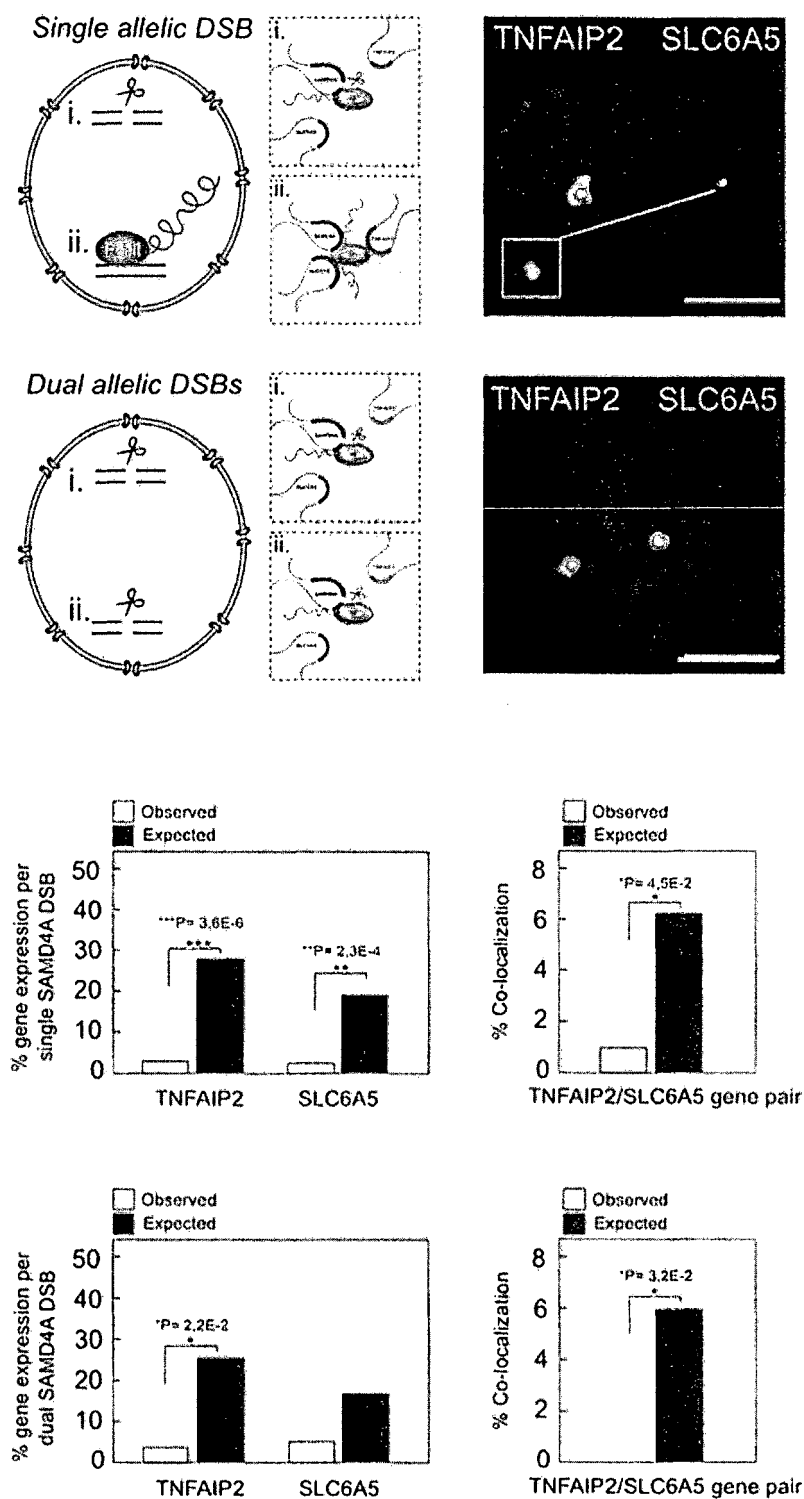 Single allelic DSB
i.
ii.
i.
ii.
TNFAIP2 SLC6A5
Dual allelic DSBs
i.
ii.
i.
ii.
TNFAIP2 SLC6A5
Observed
Expected
% gene expression per
single SAMD4A DSB
50
40
30
20
10
0
***P= 3,6E-6
***
**P= 2,3E-4
**
TNFAIP2 SLC6A5
Observed
Expected
% Co-localization
8
6
4
2
0
*P= 4,5E-2
*
TNFAIP2/SLC6A5 gene pair
Observed
Expected
% gene expression per
dual SAMD4A DSB
50
40
30
20
10
0
*P= 2,2E-2
*
TNFAIP2 SLC6A5
Observed
Expected
% Co-localization
8
6
4
2
0
*P= 3,2E-2
*
TNFAIP2/SLC6A5 gene pair